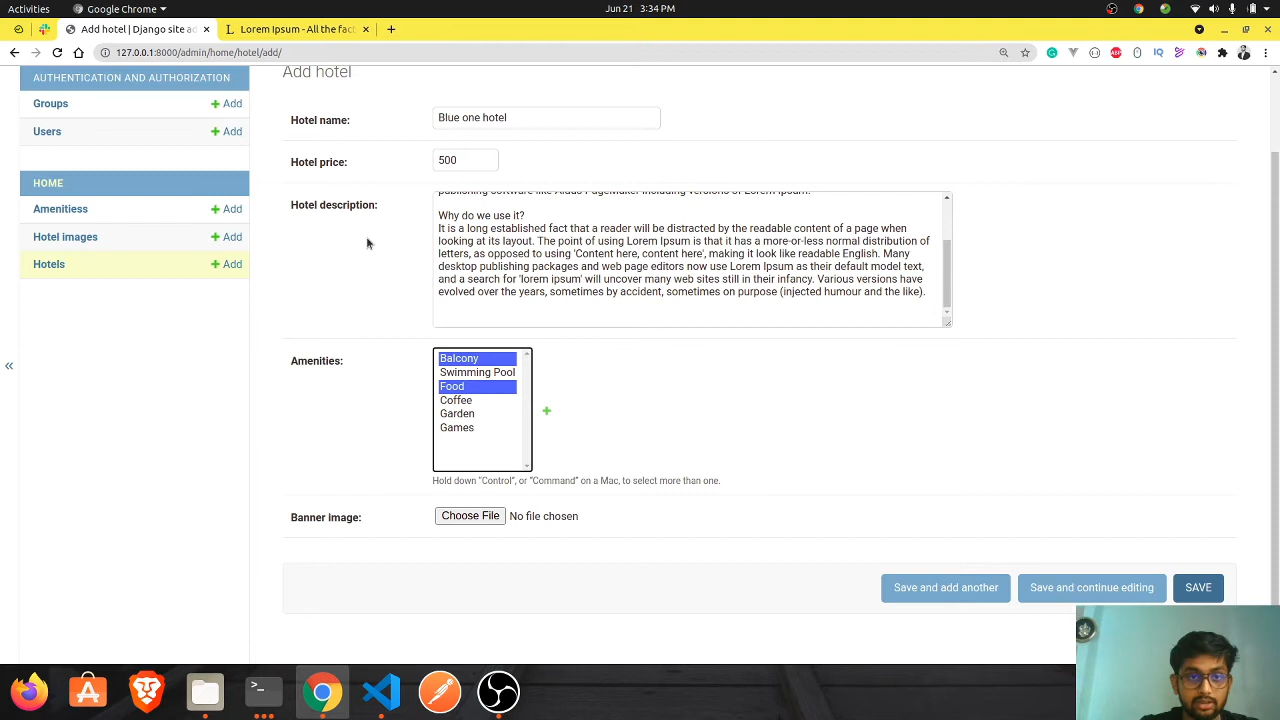 Activities
Google Chrome
Jun 21 3:34 PM
Add hotel | Django site ad
Lorem Ipsum - All the fact
127.0.0.1:8000/admin/home/hotel/add/
AUTHENTICATION AND AUTHORIZATION
Groups
Add
Users
Add
HOME
Amenitiess
Add
Hotel images
Add
Hotels
Add
Add hotel
Hotel name:
Blue one hotel
Hotel price:
500
Hotel description:
publishing software like Aldus PageMaker including versions of Lorem Ipsum.
Why do we use it?
It is a long established fact that a reader will be distracted by the readable content of a page when
looking at its layout. The point of using Lorem Ipsum is that it has a more-or-less normal distribution of
letters, as opposed to using 'Content here, content here', making it look like readable English. Many
desktop publishing packages and web page editors now use Lorem Ipsum as their default model text,
and a search for 'lorem ipsum' will uncover many web sites still in their infancy. Various versions have
evolved over the years, sometimes by accident, sometimes on purpose (injected humour and the like).
Amenities:
Balcony
Swimming Pool
Food
Coffee
Garden
Games
Hold down "Control", or "Command" on a Mac, to select more than one.
Banner image:
Choose File No file chosen
Save and add another
Save and continue editing
SAVE